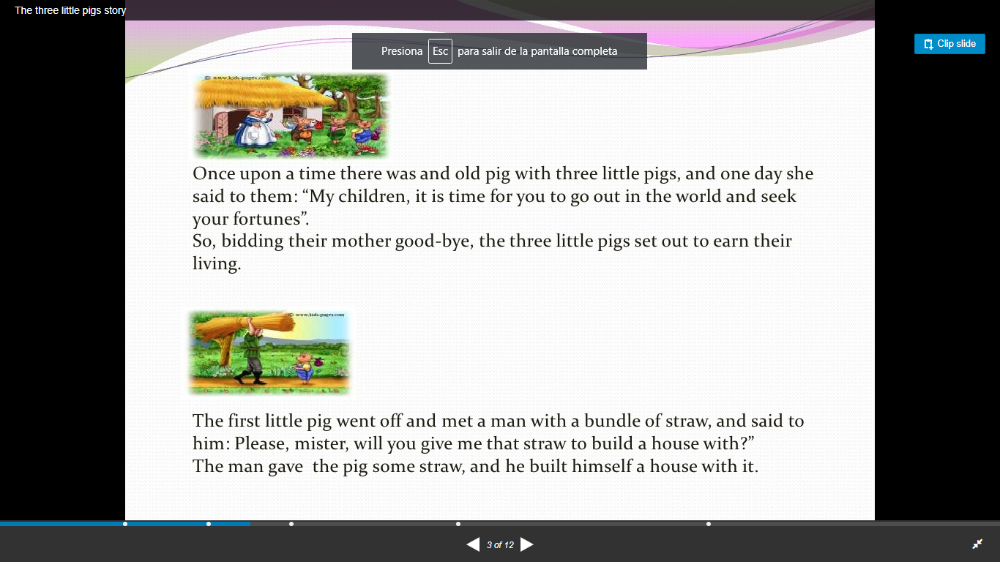 The three little pigs story
Presiona Esc para salir de la pantalla completa
Clip slide
© www.kids-pages.com
Once upon a time there was and old pig with three little pigs, and one day she
said to them: “My children, it is time for you to go out in the world and seek
your fortunes”.
So, bidding their mother good-bye, the three little pigs set out to earn their
living.
© www.kids-pages.com
The first little pig went off and met a man with a bundle of straw, and said to
him: Please, mister, will you give me that straw to build a house with?”
The man gave  the pig some straw, and he built himself a house with it.
3 of 12